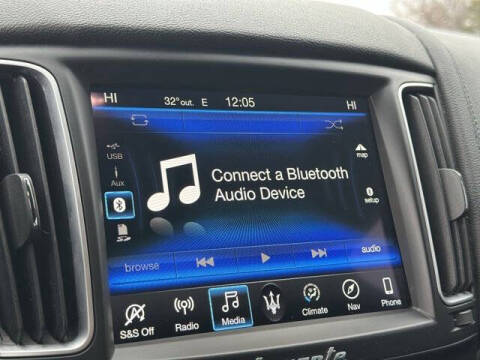 HI 32° out. E 12:05 HI
USB
Aux
Connect a Bluetooth
Audio Device
map
setup
SD
browse
audio
S&S Off Radio Media Climate Nav Phone